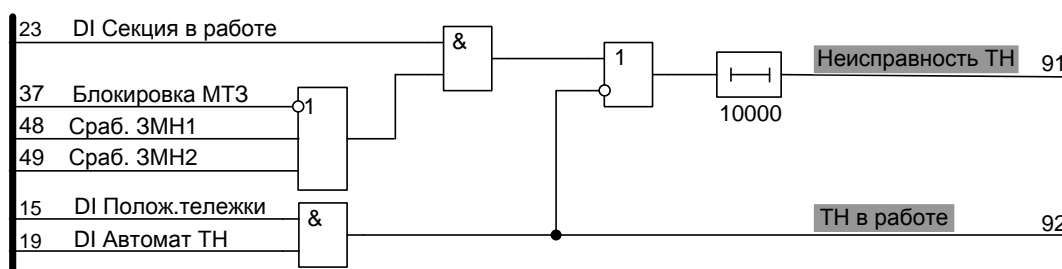 23 DI Секция в работе
&
1
Неисправность ТН 91
37 Блокировка МТЗ
1
10000
48 Сраб. ЗМН1
49 Сраб. ЗМН2
15 DI Полож.тележки
&
ТН в работе 92
19 DI Автомат ТН